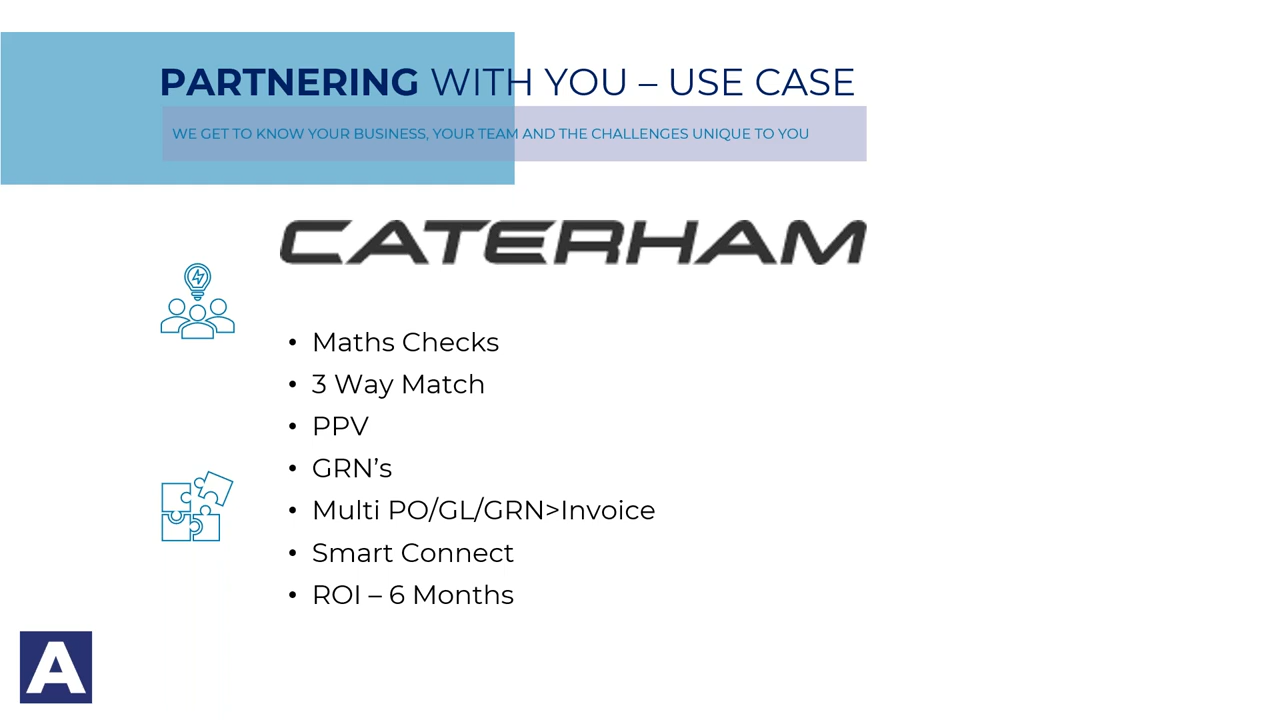 PARTNERING WITH YOU – USE CASE
WE GET TO KNOW YOUR BUSINESS, YOUR TEAM AND THE CHALLENGES UNIQUE TO YOU
CATERHAM
• Maths Checks
• 3 Way Match
• PPV
• GRN’s
• Multi PO/GL/GRN>Invoice
• Smart Connect
• ROI – 6 Months
A